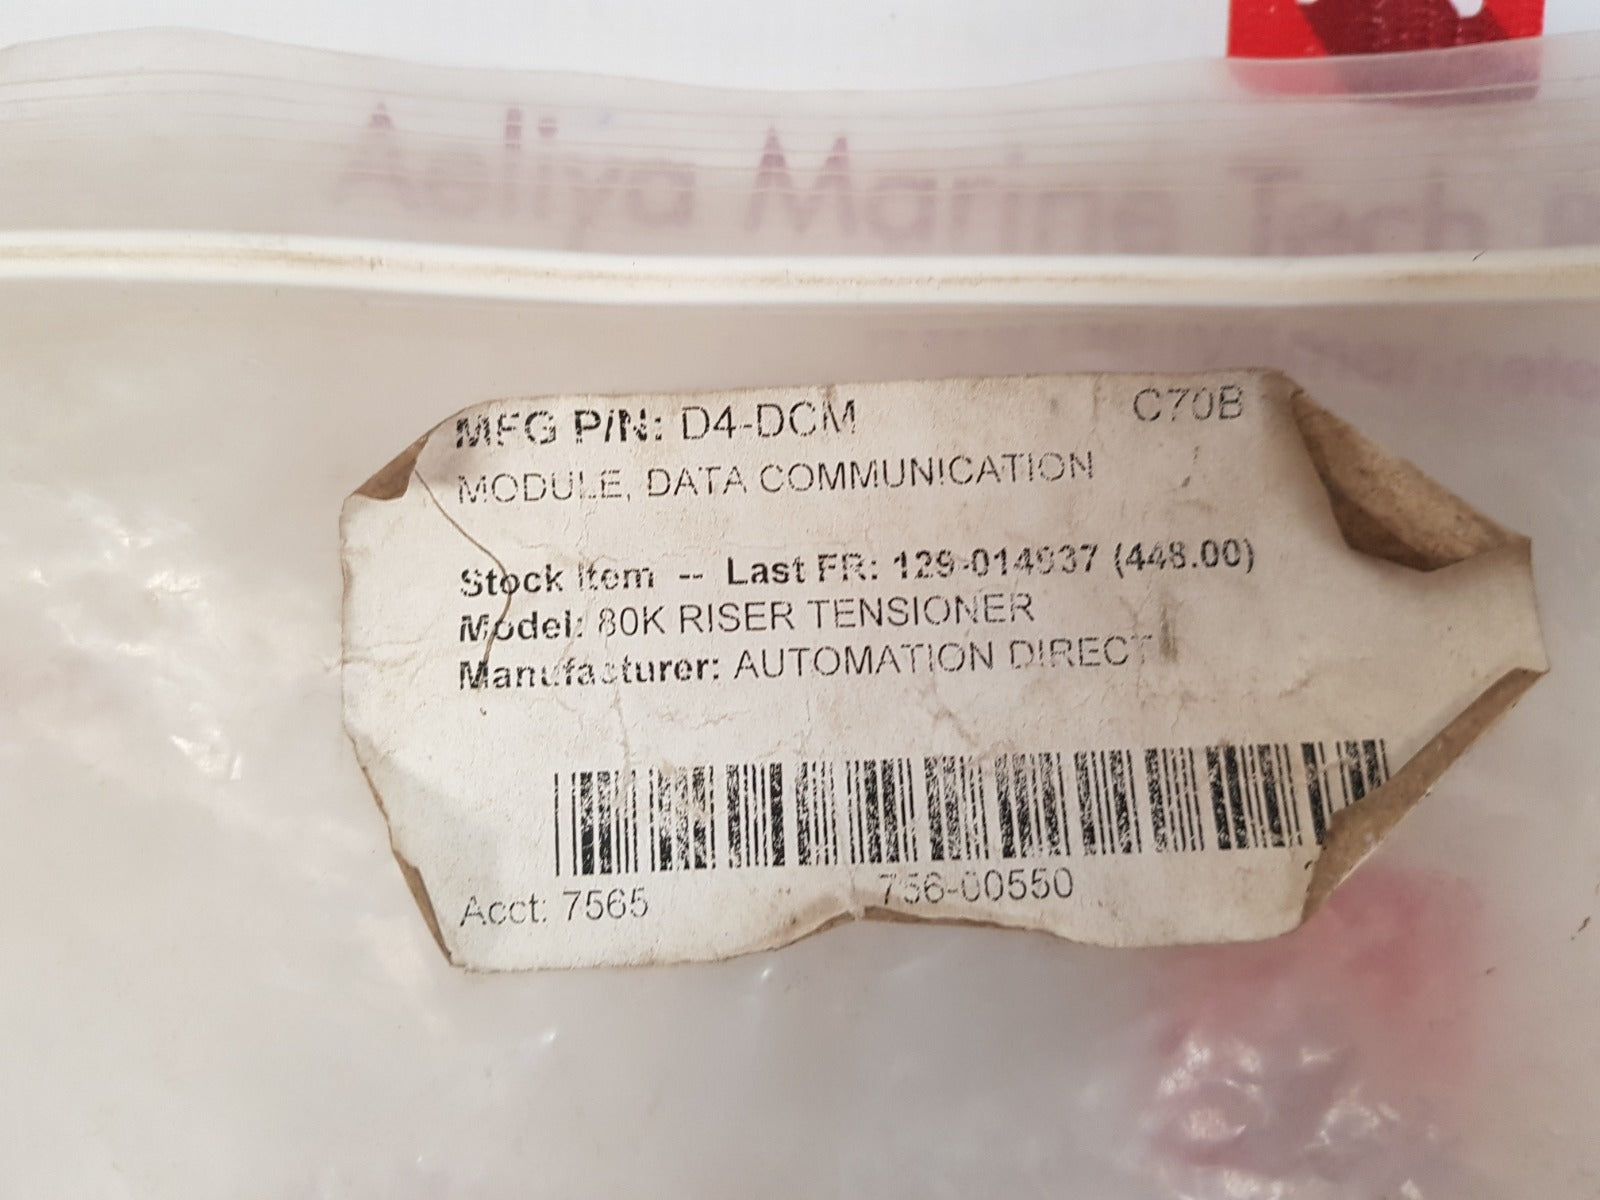 Aeliya Marine Tech
MFG P/N: D4-DCM C70B
MODULE, DATA COMMUNICATION
Stock Item -- Last FR: 129-014937 (448.00)
Model: 80K RISER TENSIONER
Manufacturer: AUTOMATION DIRECT
Acct: 7565 756-00550